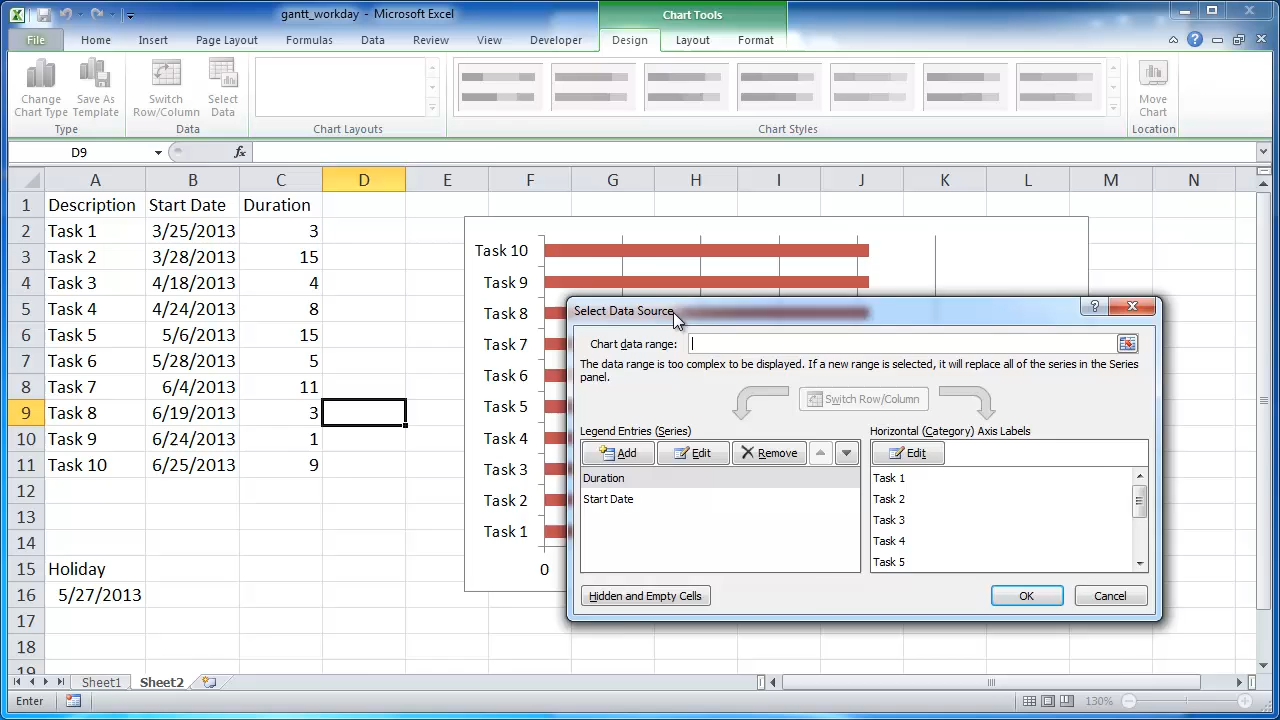 gantt_workday - Microsoft Excel
Chart Tools
File Home Insert Page Layout Formulas Data Review View Developer Design Layout Format
Change Chart Type
Save As Template
Switch Row/Column
Select Data
Move Chart
Type Data Chart Layouts Chart Styles Location
D9 fx
A B C D E F G H I J K L M N
1 Description Start Date Duration
2 Task 1 3/25/2013 3
3 Task 2 3/28/2013 15
4 Task 3 4/18/2013 4
5 Task 4 4/24/2013 8
6 Task 5 5/6/2013 15
7 Task 6 5/28/2013 5
8 Task 7 6/4/2013 11
9 Task 8 6/19/2013 3
10 Task 9 6/24/2013 1
11 Task 10 6/25/2013 9
12
13
14
15 Holiday
16 5/27/2013
17
18
19
Task 10
Task 9
Task 8
Task 7
Task 6
Task 5
Task 4
Task 3
Task 2
Task 1
0
Select Data Source
Chart data range:
The data range is too complex to be displayed. If a new range is selected, it will replace all of the series in the Series
panel.
Switch Row/Column
Legend Entries (Series)
Add Edit Remove
Duration
Start Date
Horizontal (Category) Axis Labels
Edit
Task 1
Task 2
Task 3
Task 4
Task 5
Hidden and Empty Cells
OK Cancel
Sheet1 Sheet2
Enter 130%